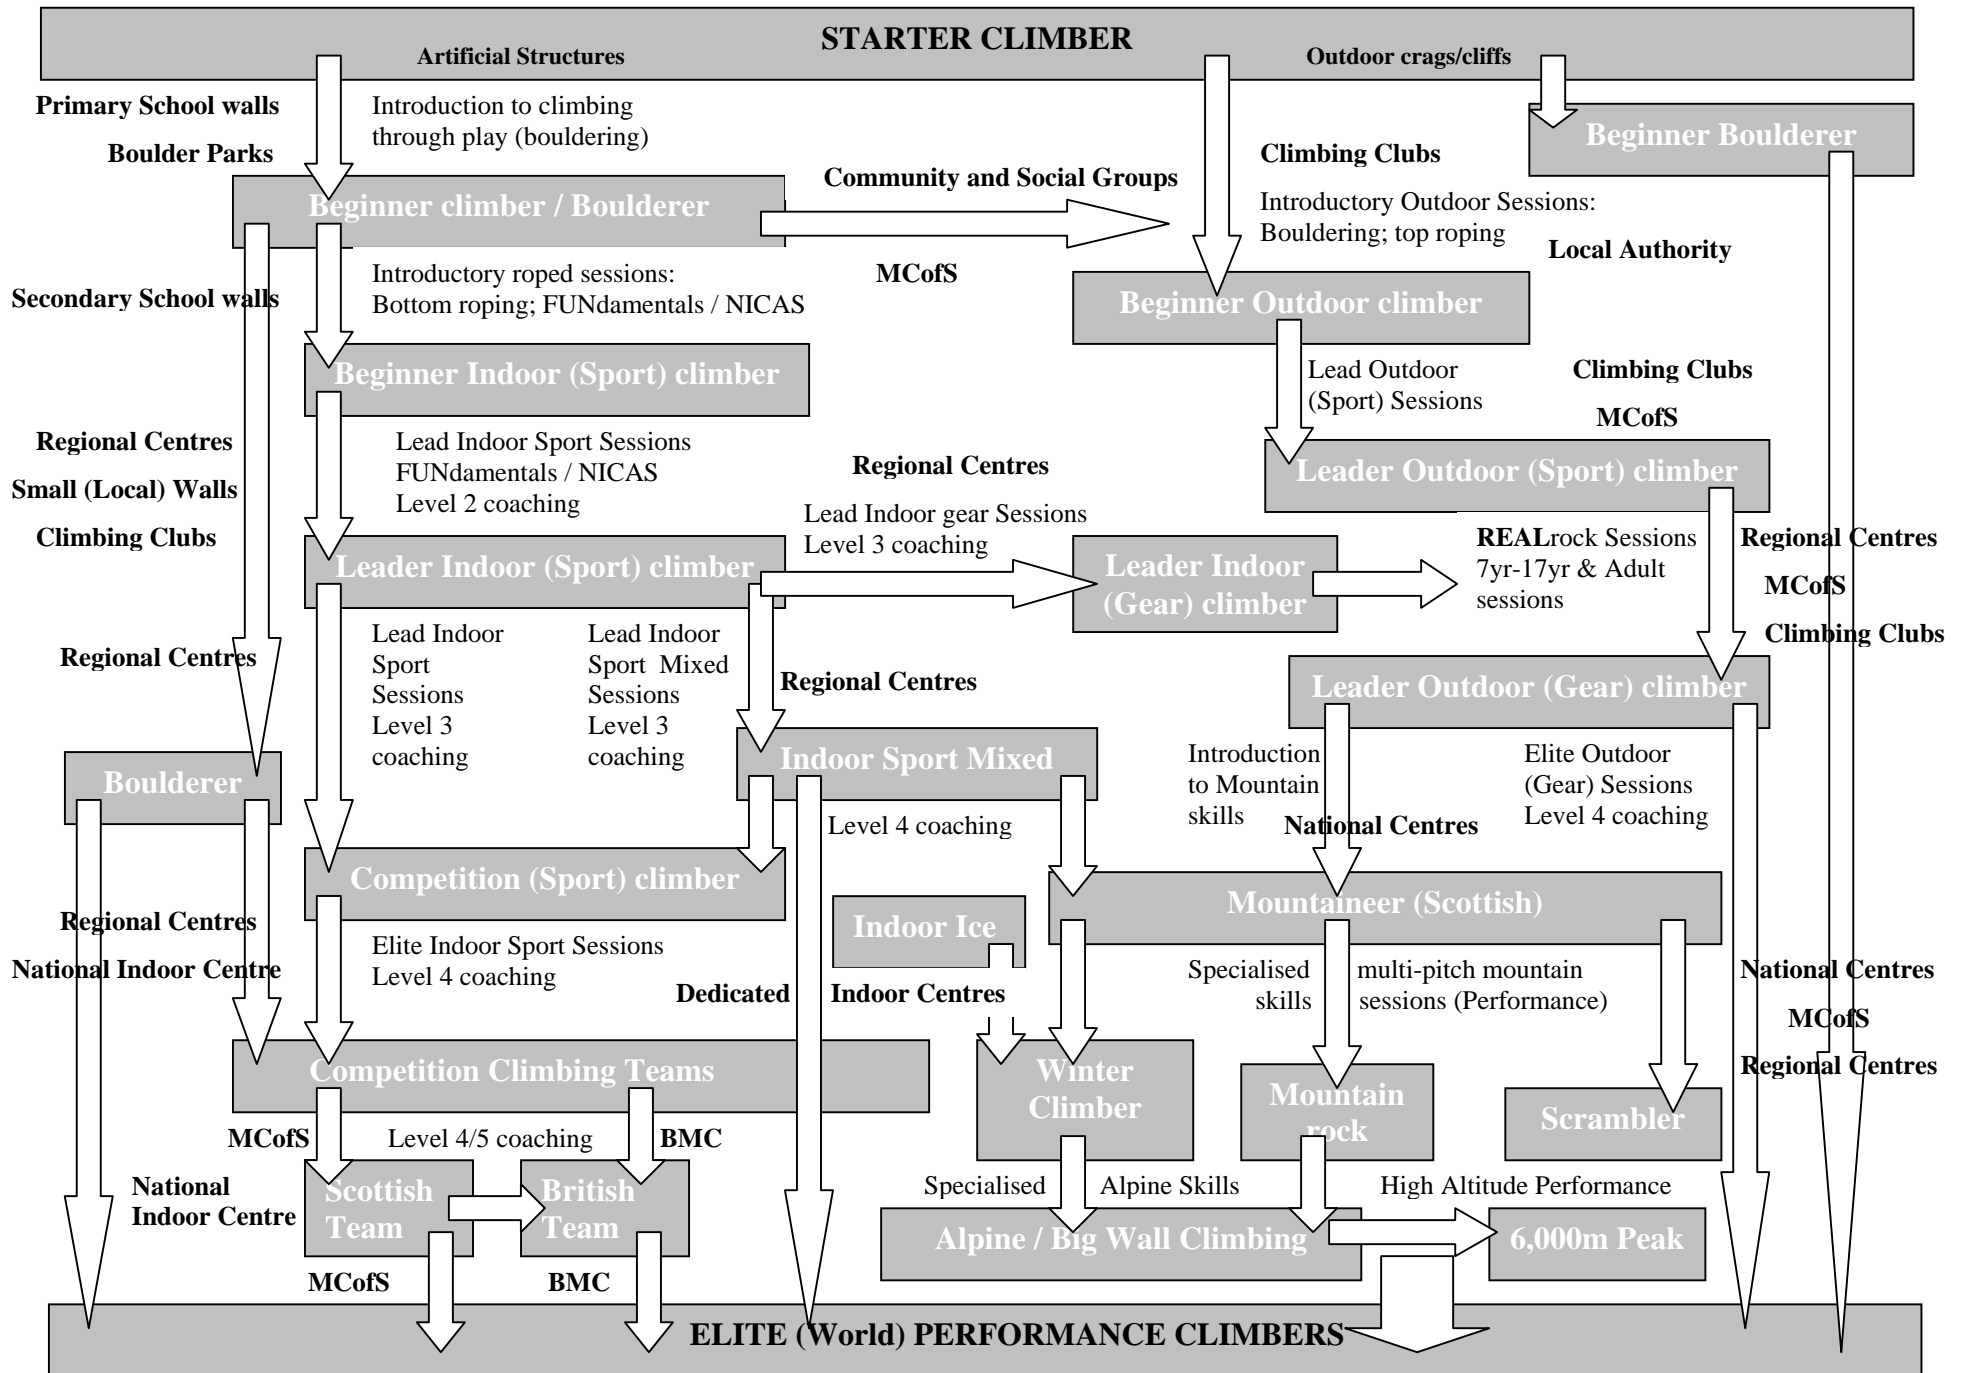 STARTER CLIMBER
Artificial Structures
Outdoor crags/cliffs
Primary School walls
Boulder Parks
Introduction to climbing
through play (bouldering)
Beginner Boulderer
Climbing Clubs
Community and Social Groups
Beginner climber / Boulderer
Introductory Outdoor Sessions:
Bouldering; top roping
Local Authority
MCofS
Secondary School walls
Introductory roped sessions:
Bottom roping; FUNdamentals / NICAS
Beginner Outdoor climber
Beginner Indoor (Sport) climber
Lead Outdoor
(Sport) Sessions
Climbing Clubs
MCofS
Regional Centres
Small (Local) Walls
Climbing Clubs
Lead Indoor Sport Sessions
FUNdamentals / NICAS
Level 2 coaching
Regional Centres
Lead Indoor gear Sessions
Level 3 coaching
Leader Outdoor (Sport) climber
Leader Indoor (Sport) climber
Leader Indoor
(Gear) climber
REALrock Sessions
7yr-17yr & Adult
sessions
Regional Centres
MCofS
Climbing Clubs
Regional Centres
Lead Indoor
Sport
Sessions
Level 3
coaching
Lead Indoor
Sport Mixed
Sessions
Level 3
coaching
Regional Centres
Leader Outdoor (Gear) climber
Boulderer
Indoor Sport Mixed
Introduction
to Mountain
skills
National Centres
Elite Outdoor
(Gear) Sessions
Level 4 coaching
Level 4 coaching
Competition (Sport) climber
Indoor Ice
Mountaineer (Scottish)
Regional Centres
National Indoor Centre
Elite Indoor Sport Sessions
Level 4 coaching
Dedicated Indoor Centres
Specialised multi-pitch mountain
skills sessions (Performance)
National Centres
MCofS
Regional Centres
Competition Climbing Teams
Winter
Climber
Mountain
rock
Scrambler
MCofS
Level 4/5 coaching
BMC
National
Indoor Centre
Scottish
Team
British
Team
Specialised Alpine Skills
High Altitude Performance
Alpine / Big Wall Climbing
6,000m Peak
MCofS
BMC
ELITE (World) PERFORMANCE CLIMBERS